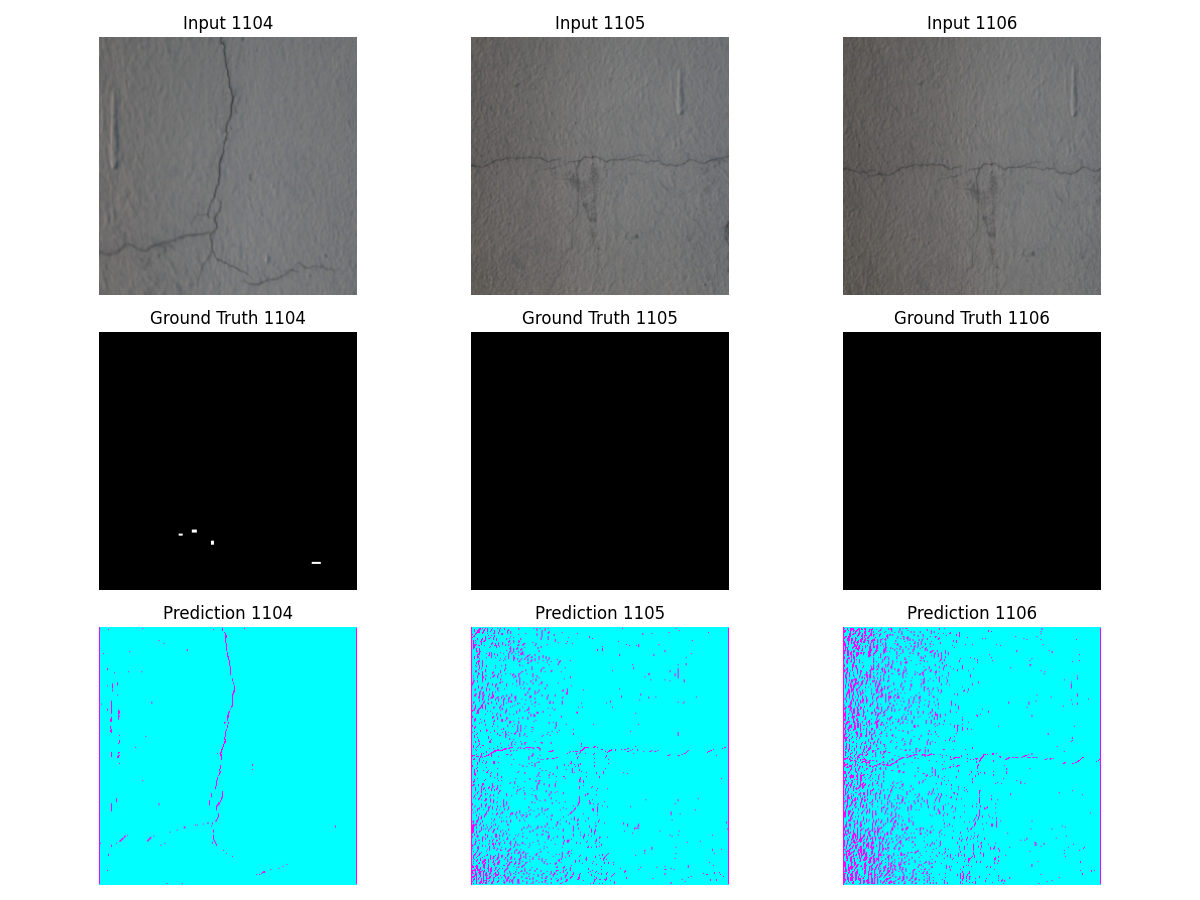 Input 1104
Input 1105
Input 1106
Ground Truth 1104
Ground Truth 1105
Ground Truth 1106
Prediction 1104
Prediction 1105
Prediction 1106